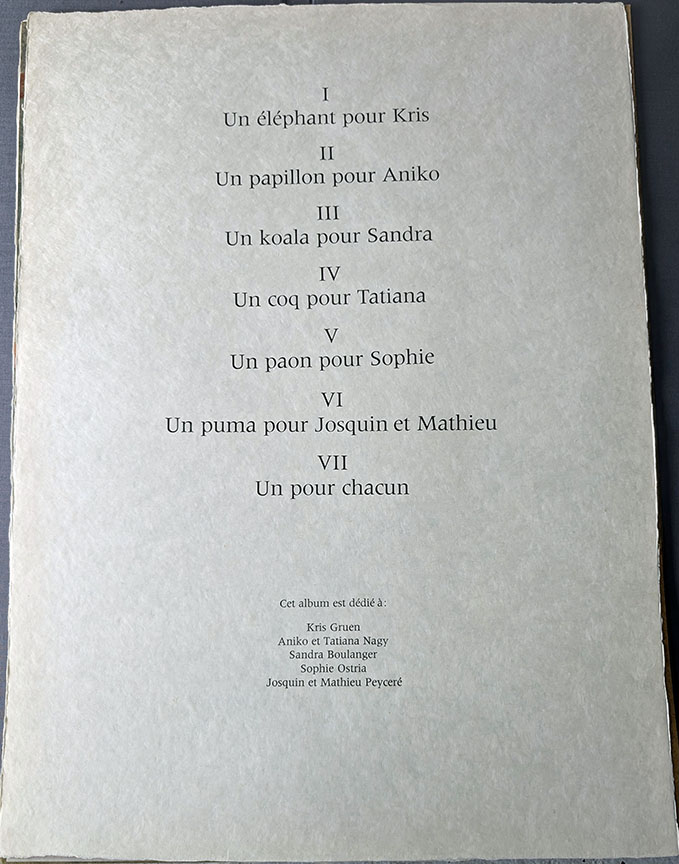 I
Un éléphant pour Kris
II
Un papillon pour Aniko
III
Un koala pour Sandra
IV
Un coq pour Tatiana
V
Un paon pour Sophie
VI
Un puma pour Josquin et Mathieu
VII
Un pour chacun
Cet album est dédié à :
Kris Gruen
Aniko et Tatiana Nagy
Sandra Boulanger
Sophie Ostria
Josquin et Mathieu Peyceré